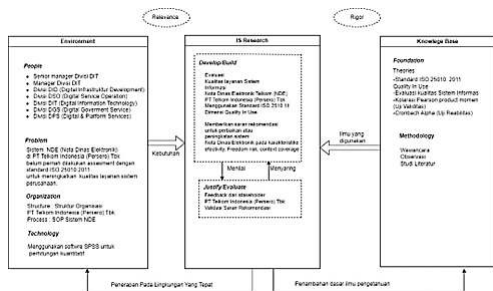 Relevance
Rigor
Environment
People
Senior manager Divisi DIT
Manager Divisi DIT
Divisi DID (Digital Infrastruktur Development)
Divisi DSO (Digital Service Operation)
Divisi DIT (Digital Information Technology)
Divisi DGS (Digital Goverment Service)
Divisi DPS (Digital & Platform Services)
Problem
Sistem NDE (Nota Dinas Elektronik)
di PT Telkom Indonesia (Persero) Tbk
belum pernah dilakukan assesment dengan
standard ISO 25010 2011
untuk meningkatkan kualitas layanan sistem
perusahaan.
Organization
Structure : Struktur Organisasi
PT Telkom Indonesia (Persero) Tbk
Process : SOP Sistem NDE
Technology
Menggunakan software SPSS untuk
perhitungan kuantitatif
Kebutuhan
IS Research
Develop/Build
Evaluasi
Kualitas layanan Sistem
Informasi
Nota Dinas Elektronik Telkom (NDE)
PT Telkom Indonesia (Persero) Tbk
Menggunakan Standard ISO 2510:11
Dimensi Quality In Use
Memberikan saran rekomendasi
untuk perbaikan atau
peningkatan sistem
Nota Dinas Elektronik pada karakteristik
efectivity, Freedom risk, context coverage
Menilai
Menyaring
Justify/Evaluate
Feedback dari stakeholder
PT Telkom Indonesia (Persero) Tbk
Validasi Saran Rekomendasi
Ilmu yang
digunakan
Knowlege Base
Foundation
Theories
-Standard ISO 25010 2011
Quality In Use
-Evaluasi Kualitas Sistem Informasi
-Kolerasi Pearson product momen
(Uji Validitas)
-Cronbach Alpha (Uji Reabilitas)
Methodology
Wawancara
Observasi
Studi Literatur
Penerapan Pada Lingkungan Yang Tepat
Penambahan dasar ilmu pengetahuan